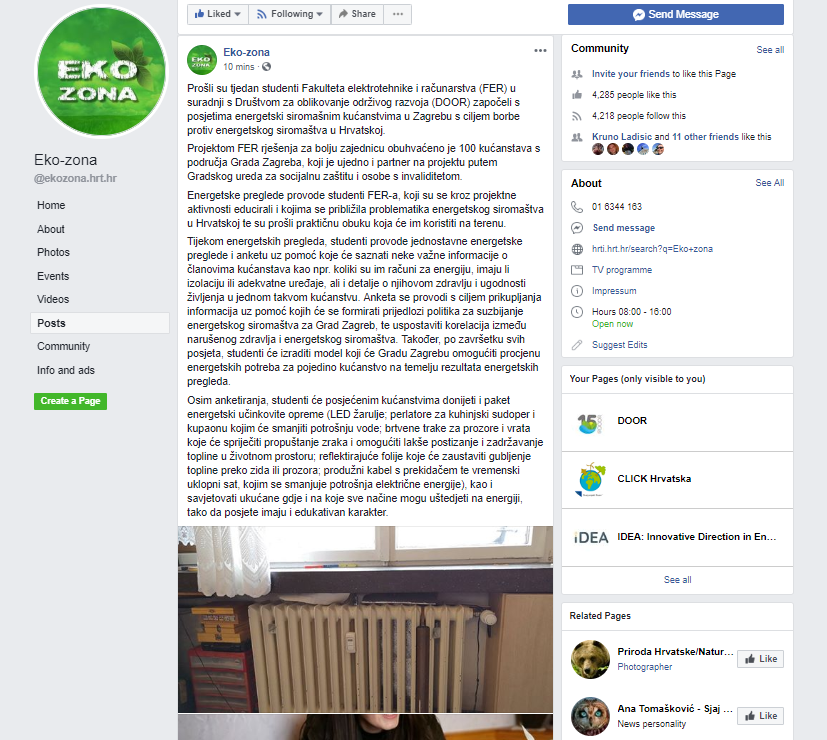 EKO
ZONA
Eko-zona
@ekozona.hrt.hr
Home
About
Photos
Events
Videos
Posts
Community
Info and ads
Create a Page
Liked
Following
Share
Send Message
EKO
ZONA
Eko-zona
10 mins
Prošli su tjedan studenti Fakulteta elektrotehnike i računarstva (FER) u
suradnji s Društvom za oblikovanje održivog razvoja (DOOR) započeli s
posjetima energetski siromašnim kućanstvima u Zagrebu s ciljem borbe
protiv energetskog siromaštva u Hrvatskoj.
Projektom FER rješenja za bolju zajednicu obuhvaćeno je 100 kućanstava s
područja Grada Zagreba, koji je ujedno i partner na projektu putem
Gradskog ureda za socijalnu zaštitu i osobe s invaliditetom.
Energetske preglede provode studenti FER-a, koji su se kroz projektne
aktivnosti educirali i kojima se približila problematika energetskog siromaštva
u Hrvatskoj te su prošli praktičnu obuku koja će im koristiti na terenu.
Tijekom energetskih pregleda, studenti provode jednostavne energetske
preglede i anketu uz pomoć koje će se saznati neke važne informacije o
članovima kućanstava kao npr. koliki su im računi za energiju, imaju li
izolaciju ili adekvatne uređaje, ali i detalje o njihovom zdravlju i ugodnosti
življenja u jednom takvom kućanstvu. Anketa se provodi s ciljem prikupljanja
informacija uz pomoć kojih će se formirati prijedlozi politika za suzbijanje
energetskog siromaštva za Grad Zagreb, te uspostaviti korelacija između
narušenog zdravlja i energetskog siromaštva. Također, po završetku svih
posjeta, studenti će izraditi model koji će Gradu Zagrebu omogućiti procjenu
energetskih potreba za pojedino kućanstvo na temelju rezultata energetskih
pregleda.
Osim anketiranja, studenti će posjećenim kućanstvima donijeti i paket
energetski učinkovite opreme (LED žarulje; perlatore za kuhinjski sudoper i
kupaonu kojim će smanjiti potrošnju vode; brtvene trake za prozore i vrata
koje će spriječiti propuštanje zraka i omogućiti lakše postizanje i zadržavanje
topline u životnom prostoru; reflektirajuće folije koje će zaustaviti gubljenje
topline preko zida ili prozora; produžni kabel s prekidačem te vremenski
uklopni sat, kojim se smanjuje potrošnja električne energije), kao i
savjetovati ukućane gdje i na koje sve načine mogu uštedjeti na energiji,
tako da posjete imaju i edukativan karakter.
Community
See all
Invite your friends to like this Page
4,285 people like this
4,218 people follow this
Kruno Ladisic and 11 other friends like this
About
See All
01 6344 163
Send message
hrti.hrt.hr/search?q=Eko+zona
TV programme
Impressum
Hours 08:00 - 16:00
Open now
Suggest Edits
Your Pages (only visible to you)
DOOR
CLICK Hrvatska
IDEA
IDEA: Innovative Direction in En...
See all
Related Pages
Priroda Hrvatske/Natur...
Photographer
Like
Ana Tomašković - Sjaj ...
News personality
Like